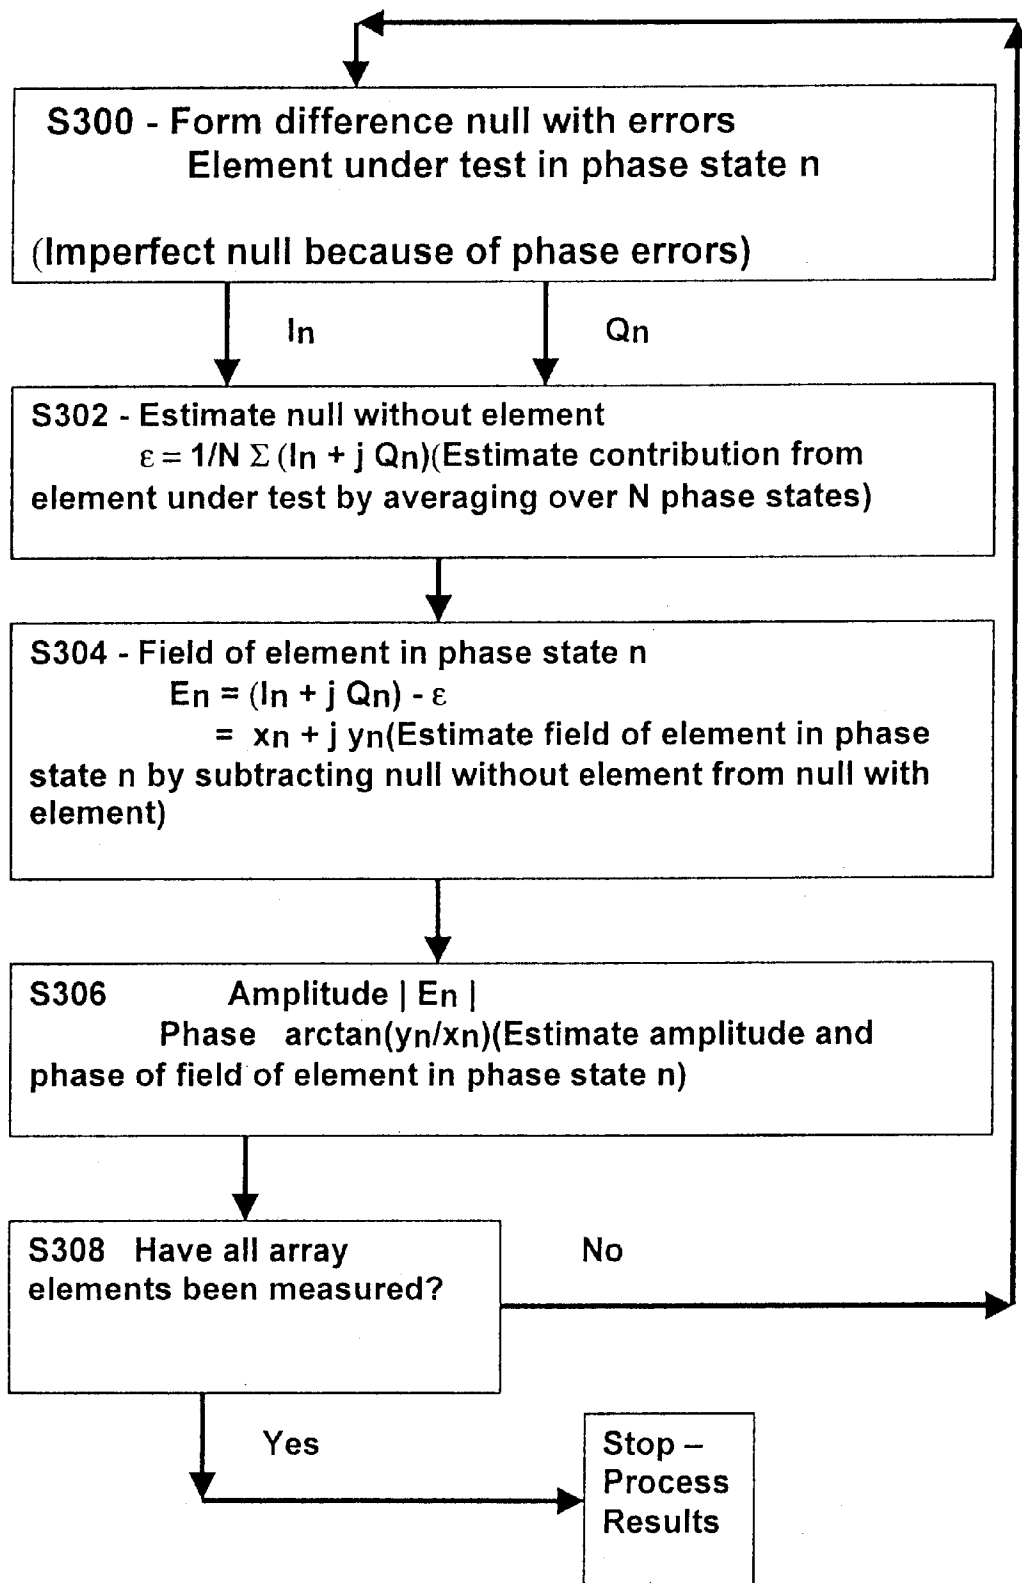 S300 - Form difference null with errors
Element under test in phase state n
(Imperfect null because of phase errors)
In
Qn
S302 - Estimate null without element
ε = 1/N Σ (In + j Qn)(Estimate contribution from
element under test by averaging over N phase states)
S304 - Field of element in phase state n
En = (In + j Qn) - ε
= xn + j yn(Estimate field of element in phase
state n by subtracting null without element from null with
element)
S306 Amplitude | En |
Phase arctan(yn/xn)(Estimate amplitude and
phase of field of element in phase state n)
S308 Have all array
elements been measured?
No
Yes
Stop –
Process
Results